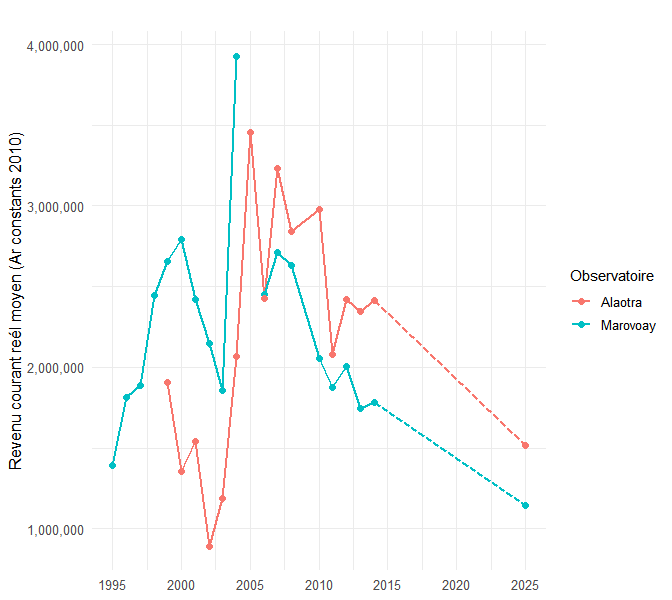 4,000,000
3,000,000
2,000,000
1,000,000
Revenu courant reél moyen (Ar constants 2010)
1995 2000 2005 2010 2015 2020 2025
Observatoire
Alaotra
Marovoay